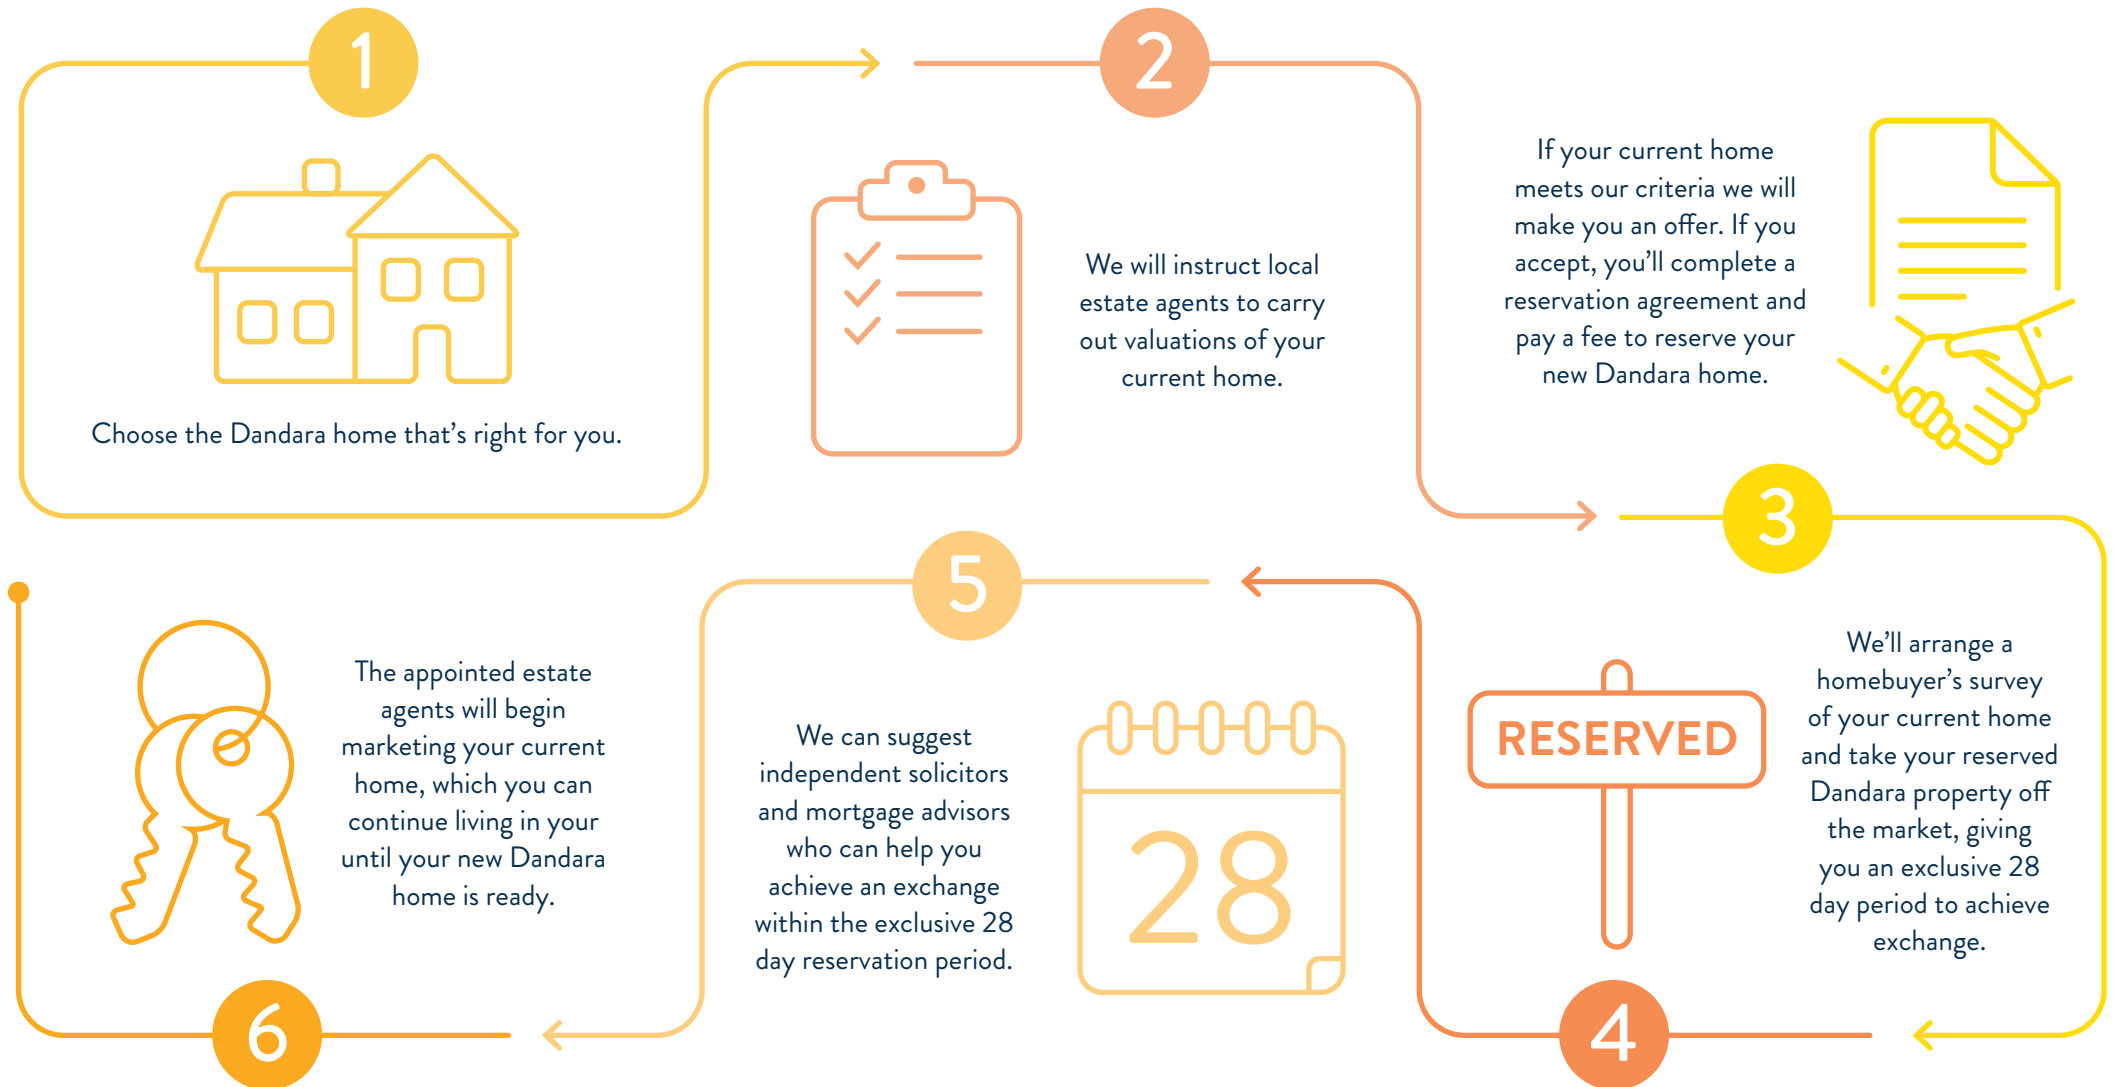 1
Choose the Dandara home that's right for you.
2
We will instruct local
estate agents to carry
out valuations of your
current home.
If your current home
meets our criteria we will
make you an offer. If you
accept, you'll complete a
reservation agreement and
pay a fee to reserve your
new Dandara home.
3
We'll arrange a
homebuyer's survey
of your current home
and take your reserved
Dandara property off
the market, giving
you an exclusive 28
day period to achieve
exchange.
RESERVED
4
5
We can suggest
independent solicitors
and mortgage advisors
who can help you
achieve an exchange
within the exclusive 28
day reservation period.
28
The appointed estate
agents will begin
marketing your current
home, which you can
continue living in your
until your new Dandara
home is ready.
6